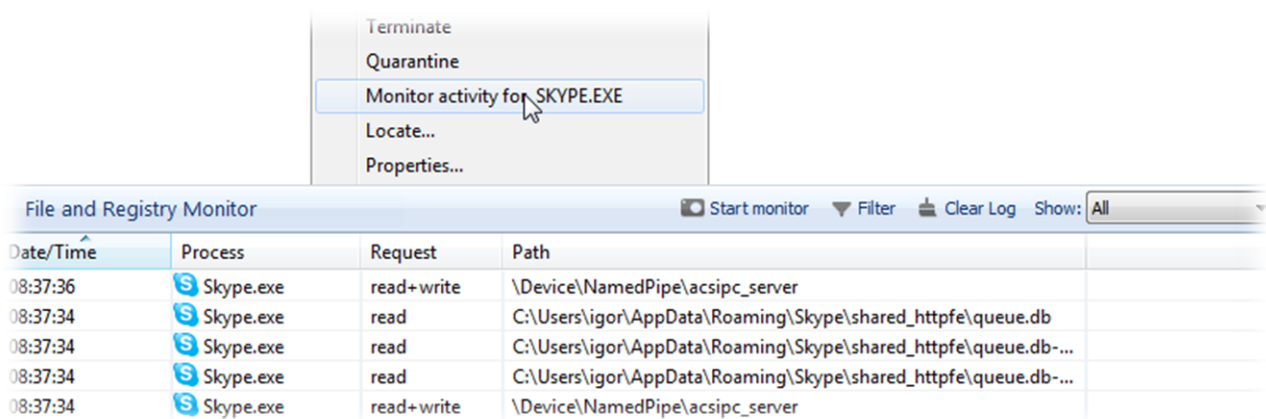 Terminate
Quarantine
Monitor activity for SKYPE.EXE
Locate...
Properties...
File and Registry Monitor Start monitor Filter Clear Log Show: All
Date/Time Process Request Path
08:37:36 Skype.exe read+write \Device\NamedPipe\acsipc_server
08:37:34 Skype.exe read C:\Users\igor\AppData\Roaming\Skype\shared_httpfe\queue.db
08:37:34 Skype.exe read C:\Users\igor\AppData\Roaming\Skype\shared_httpfe\queue.db-...
08:37:34 Skype.exe read C:\Users\igor\AppData\Roaming\Skype\shared_httpfe\queue.db-...
08:37:34 Skype.exe read+write \Device\NamedPipe\acsipc_server